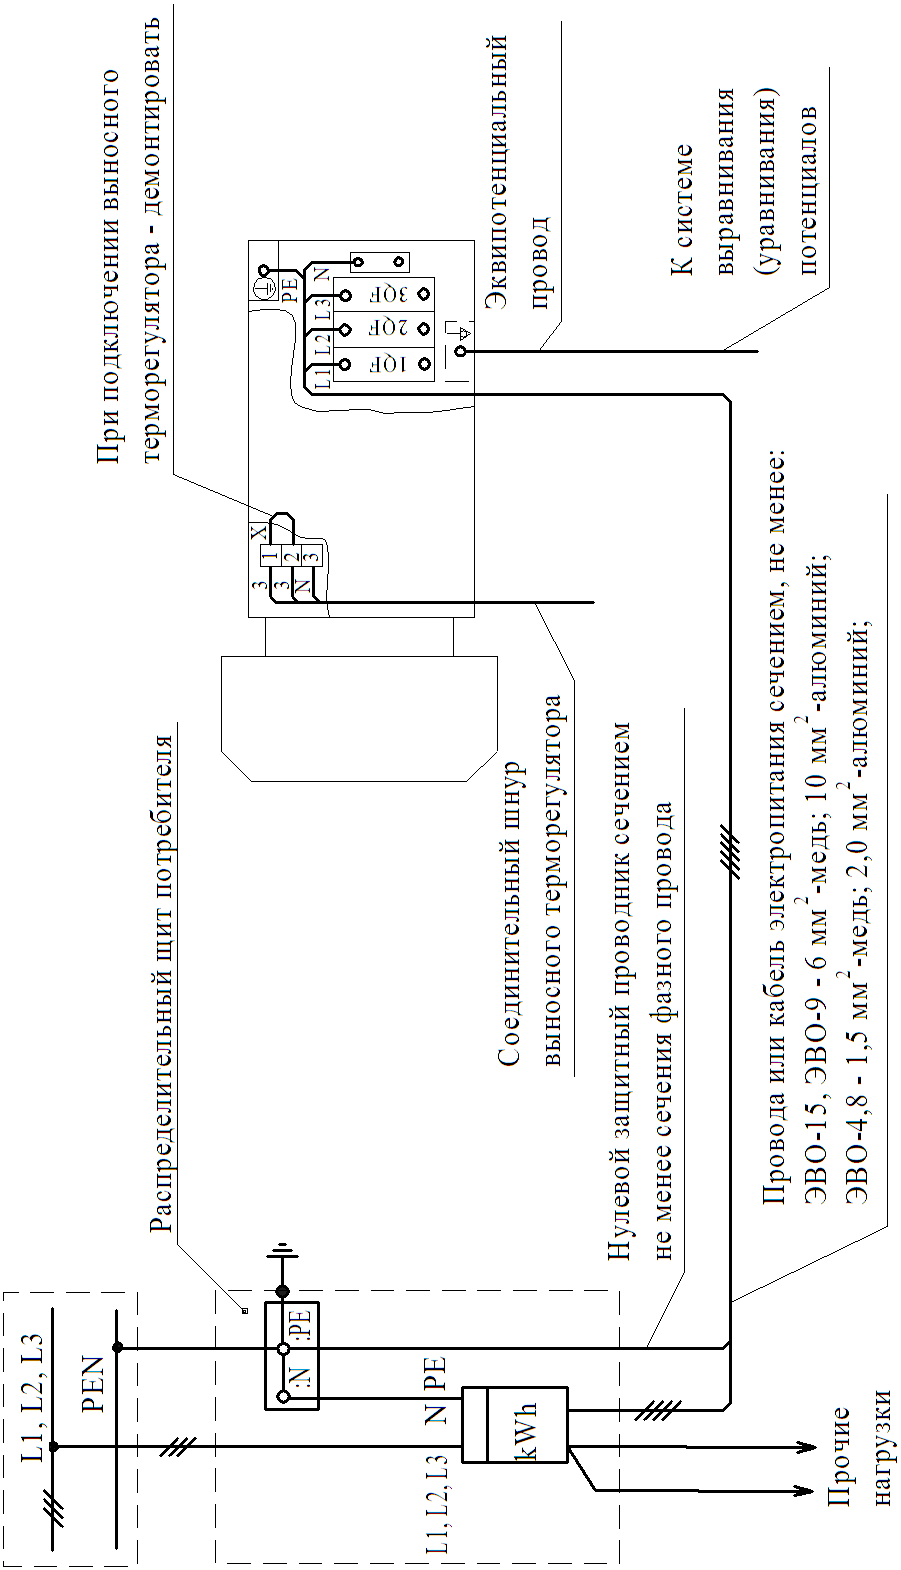 При подключении выносного
терморегулятора - демонтировать
Эквипотенциальный
провод
К системе
выравнивания
(уравнивания)
потенциалов
PE
N
L3
L2
L1
3QF
2QF
1QF
X
1
2
3
3
3
N
Распределительный щит потребителя
Соединительный шнур
выносного терморегулятора
Нулевой защитный проводник сечением
не менее сечения фазного провода
Провода или кабель электропитания сечением, не менее:
ЭВО-15, ЭВО-9 - 6 мм²-медь; 10 мм²-алюминий;
ЭВО-4,8 - 1,5 мм²-медь; 2,0 мм²-алюминий;
L1, L2, L3
PEN
:N
:PE
N PE
L1, L2, L3
kWh
Прочие
нагрузки